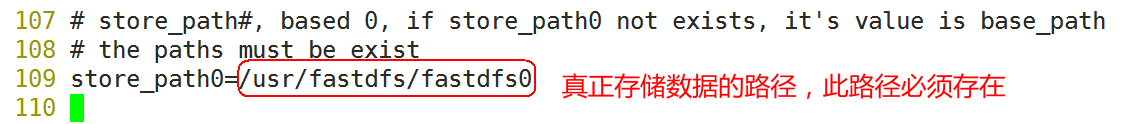 107 # store_path#, based 0, if store_path0 not exists, it's value is base_path
108 # the paths must be exist
109 store_path0=/usr/fastdfs/fastdfs0 真正存储数据的路径，此路径必须存在
110